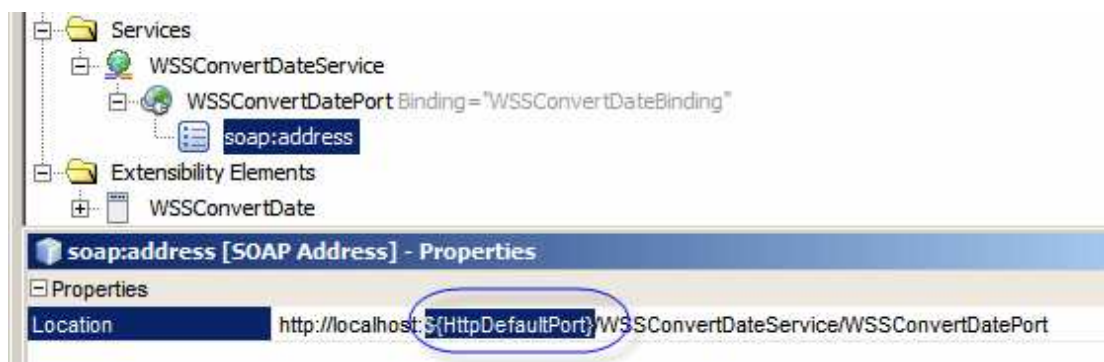 Services
WSSConvertDateService
WSSConvertDatePort Binding="WSSConvertDateBinding"
soap:address
Extensibility Elements
WSSConvertDate
soap:address [SOAP Address] - Properties
Properties
Location http://localhost:${HttpDefaultPort}/WSSConvertDateService/WSSConvertDatePort